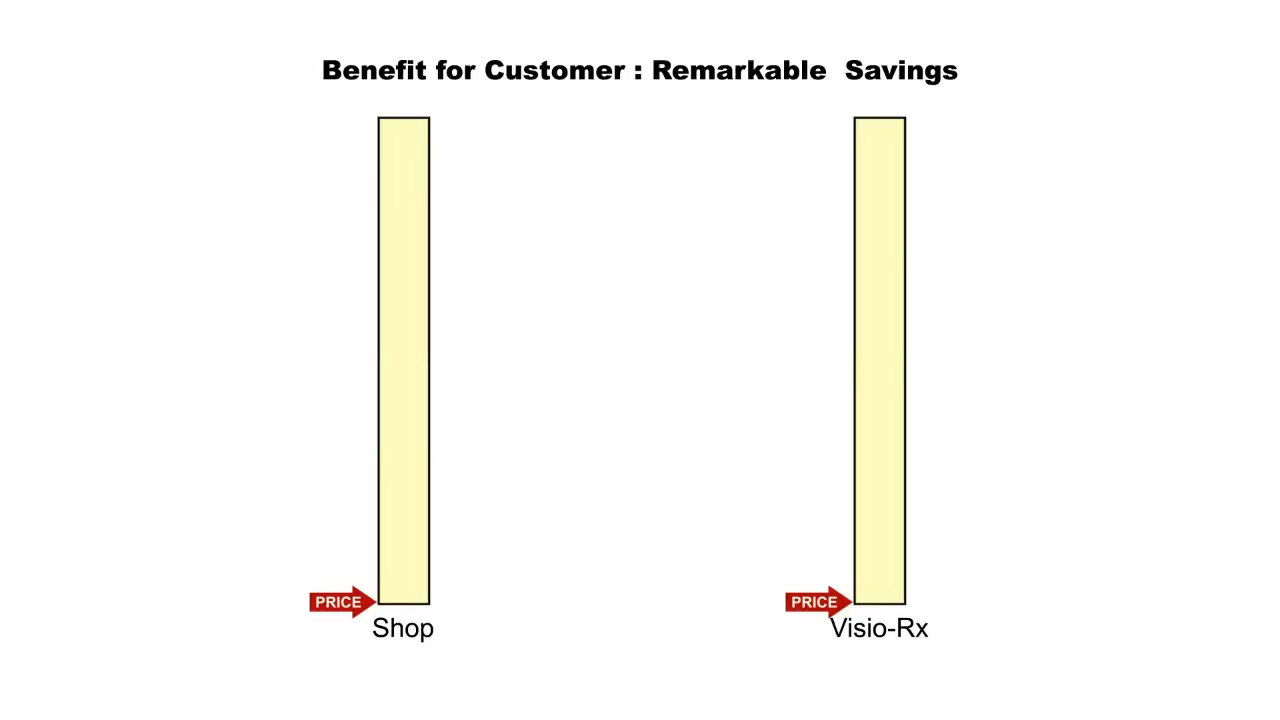 Benefit for Customer : Remarkable  Savings
PRICE
PRICE
Shop
Visio-Rx